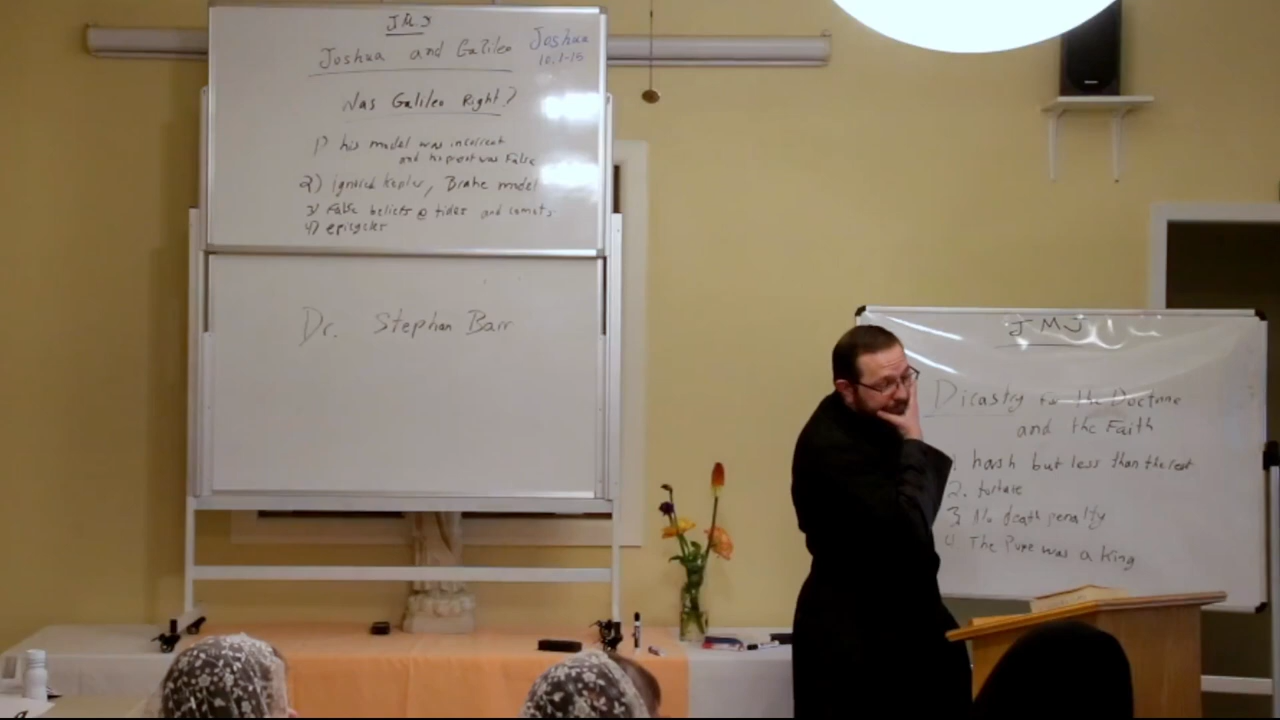 J.M.J
Joshua and Galileo
Joshua
10:1-15
Was Galileo Right?
1) his model was incorrect
and his proof was False
2) ignored Kepler, Brahe model
3) False beliefs @ tides and comets
4) epicycles
Dr. Stephan Barr
J M J
Dicastry for the Doctrine
and the Faith
1. harsh but less than the rest
2. torture
3. No death penalty
4. The Pope was a king